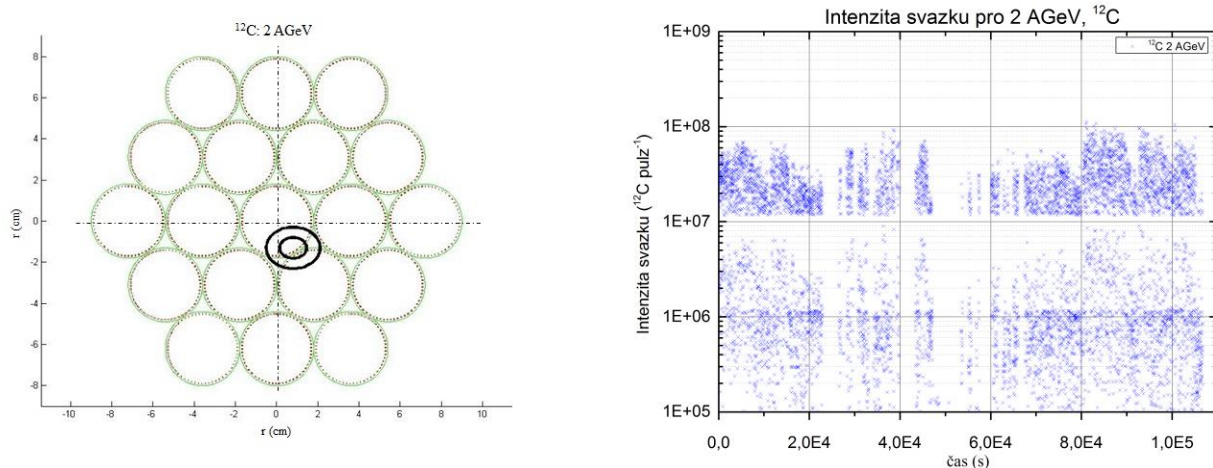 ¹²C: 2 AGeV
8
6
4
2
0
-2
-4
-6
-8
r (cm)
-10
-8
-6
-4
-2
0
2
4
6
8
10
r (cm)
Intenzita svazku pro 2 AGeV, ¹²C
¹²C 2 AGeV
Intenzita svazku (¹²C pulz⁻¹)
1E+09
1E+08
1E+07
1E+06
1E+05
0,0
2,0E4
4,0E4
6,0E4
8,0E4
1,0E5
čas (s)